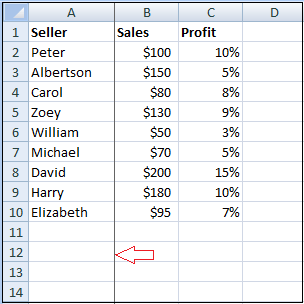 A B C D
1 Seller Sales Profit
2 Peter $100 10%
3 Albertson $150 5%
4 Carol $80 8%
5 Zoey $130 9%
6 William $50 3%
7 Michael $70 5%
8 David $200 15%
9 Harry $180 10%
10 Elizabeth $95 7%
11
12
13
14